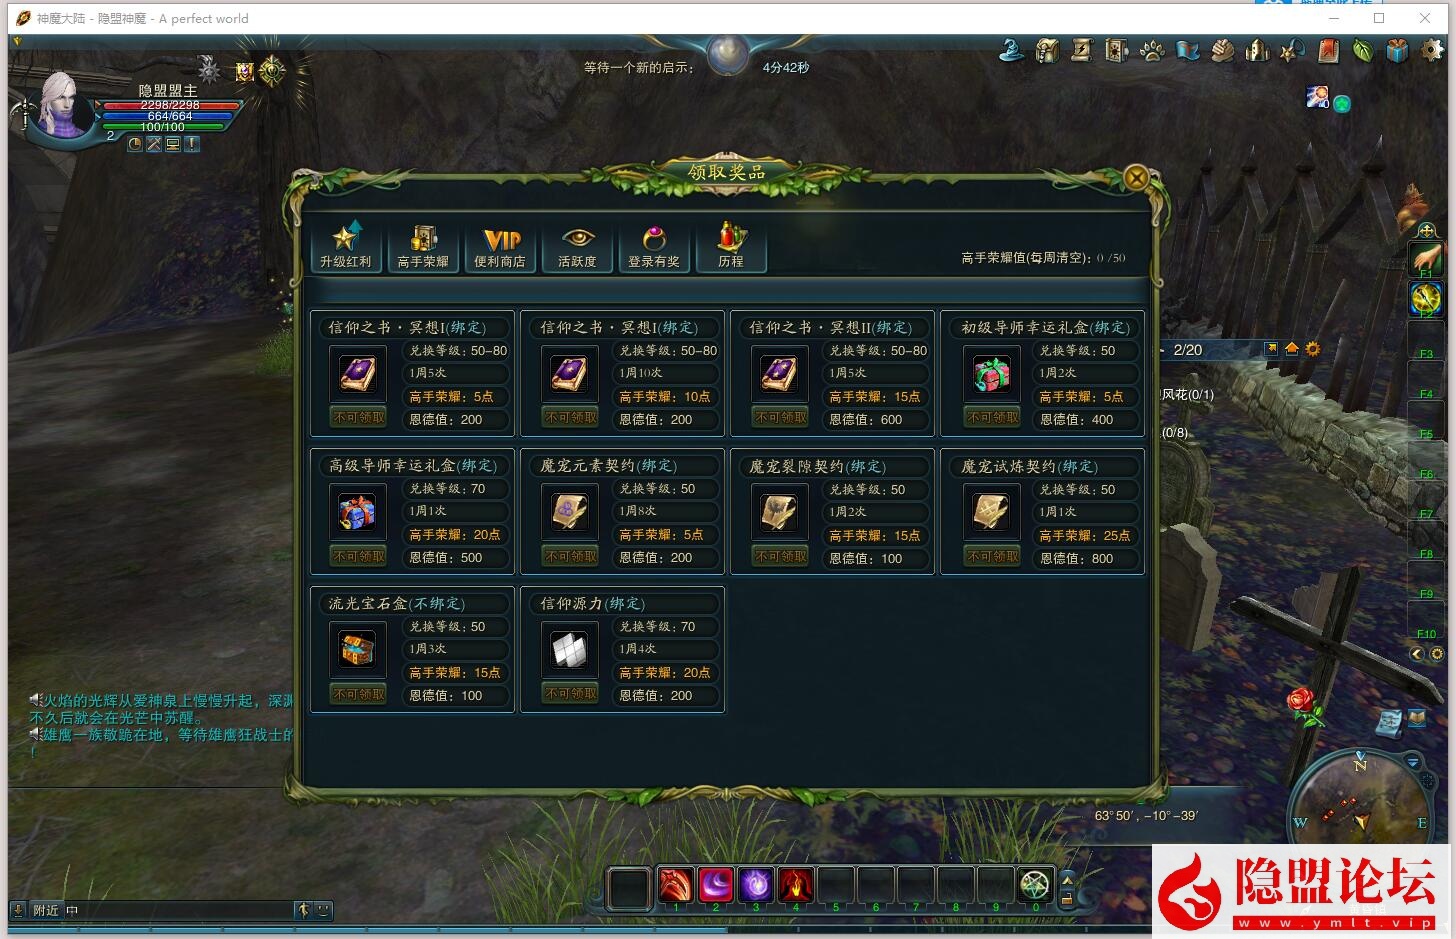 神魔大陆 - 隐盟神魔 - A perfect world
等待一个新的启示：
4分42秒
隐盟盟主
2298/2298
664/664
100/100
2
领取奖品
升级红利
高手荣耀
VIP
便利商店
活跃度
登录有奖
历程
高手荣耀值(每周清空)：0 /50
信仰之书·冥想I(绑定)
兑换等级：50-80
1周5次
高手荣耀：5点
不可领取
恩德值：200
信仰之书·冥想I(绑定)
兑换等级：50-80
1周10次
高手荣耀：10点
不可领取
恩德值：200
信仰之书·冥想II(绑定)
兑换等级：50-80
1周5次
高手荣耀：15点
不可领取
恩德值：600
初级导师幸运礼盒(绑定)
兑换等级：50
1周2次
高手荣耀：5点
不可领取
恩德值：400
高级导师幸运礼盒(绑定)
兑换等级：70
1周1次
高手荣耀：20点
不可领取
恩德值：500
魔宠元素契约(绑定)
兑换等级：50
1周8次
高手荣耀：5点
不可领取
恩德值：200
魔宠裂隙契约(绑定)
兑换等级：50
1周2次
高手荣耀：15点
不可领取
恩德值：100
魔宠试炼契约(绑定)
兑换等级：50
1周1次
高手荣耀：25点
不可领取
恩德值：800
流光宝石盒(不绑定)
兑换等级：50
1周3次
高手荣耀：15点
不可领取
恩德值：100
信仰源力(绑定)
兑换等级：70
1周4次
高手荣耀：20点
不可领取
恩德值：200
2/20
风花(0/1)
(0/8)
F1
F3
F4
F5
F6
F7
F8
F9
F10
火焰的光辉从爱神泉上慢慢升起，深渊
不久后就会在光芒中苏醒。
雄鹰一族敬跪在地，等待雄鹰狂战士的
！
63°50′，-10°-39′
N
W
E
附近 中
1 2 3 4 5 6 7 8 9 0
隐盟论坛
www.ymlt.vip